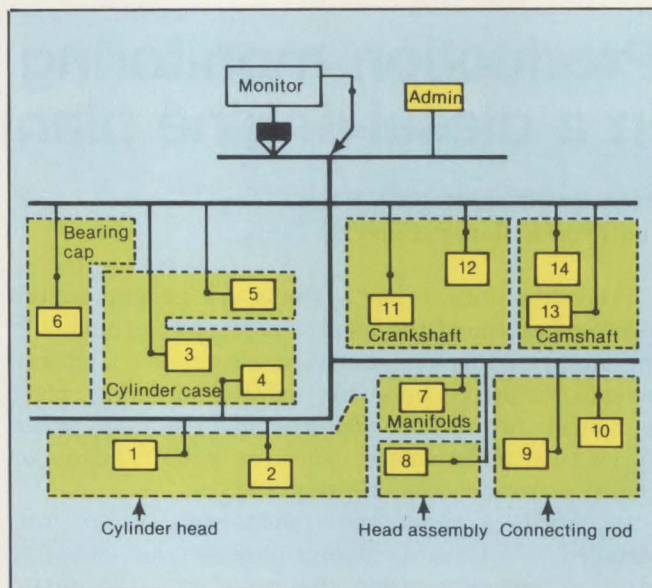 Monitor
Admin
Bearing
cap
6
5
3
Cylinder case
4
12
11
Crankshaft
14
13
Camshaft
7
Manifolds
8
10
9
1
2
Cylinder head
Head assembly
Connecting rod